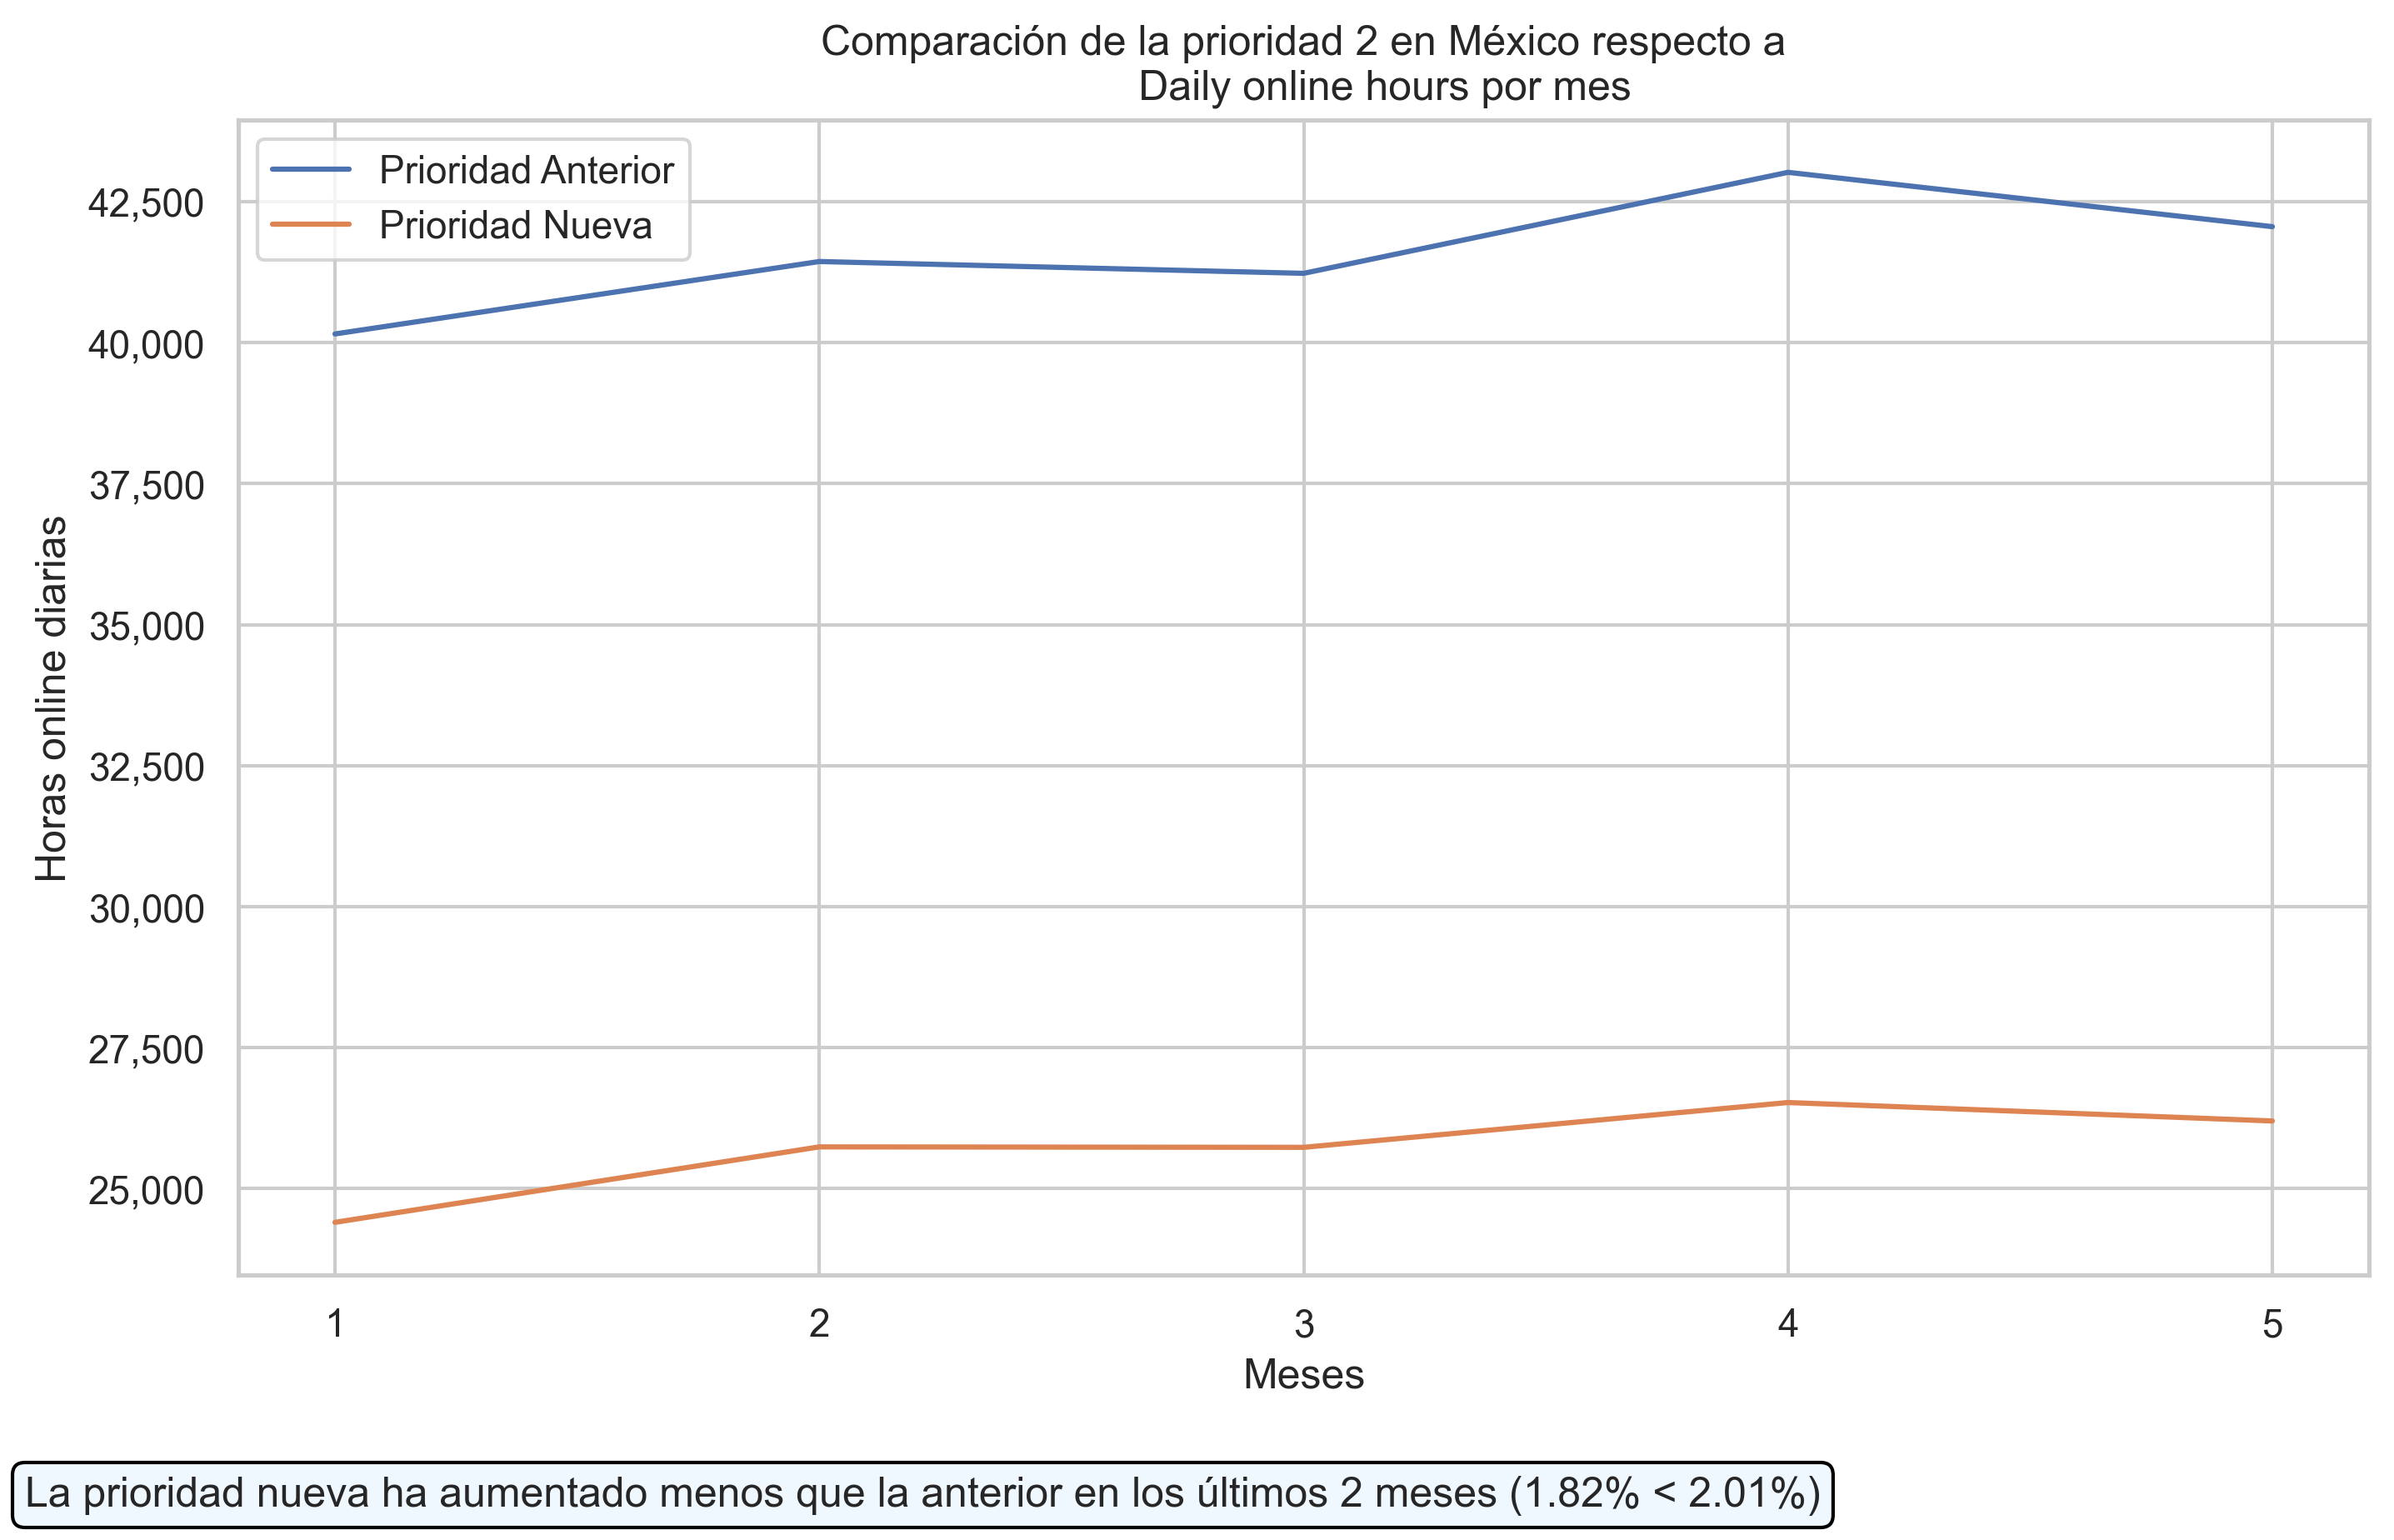 Comparación de la prioridad 2 en México respecto a
Daily online hours por mes
Prioridad Anterior
Prioridad Nueva
42,500
40,000
37,500
35,000
32,500
30,000
27,500
25,000
Horas online diarias
1 2 3 4 5
Meses
La prioridad nueva ha aumentado menos que la anterior en los últimos 2 meses (1.82% < 2.01%)